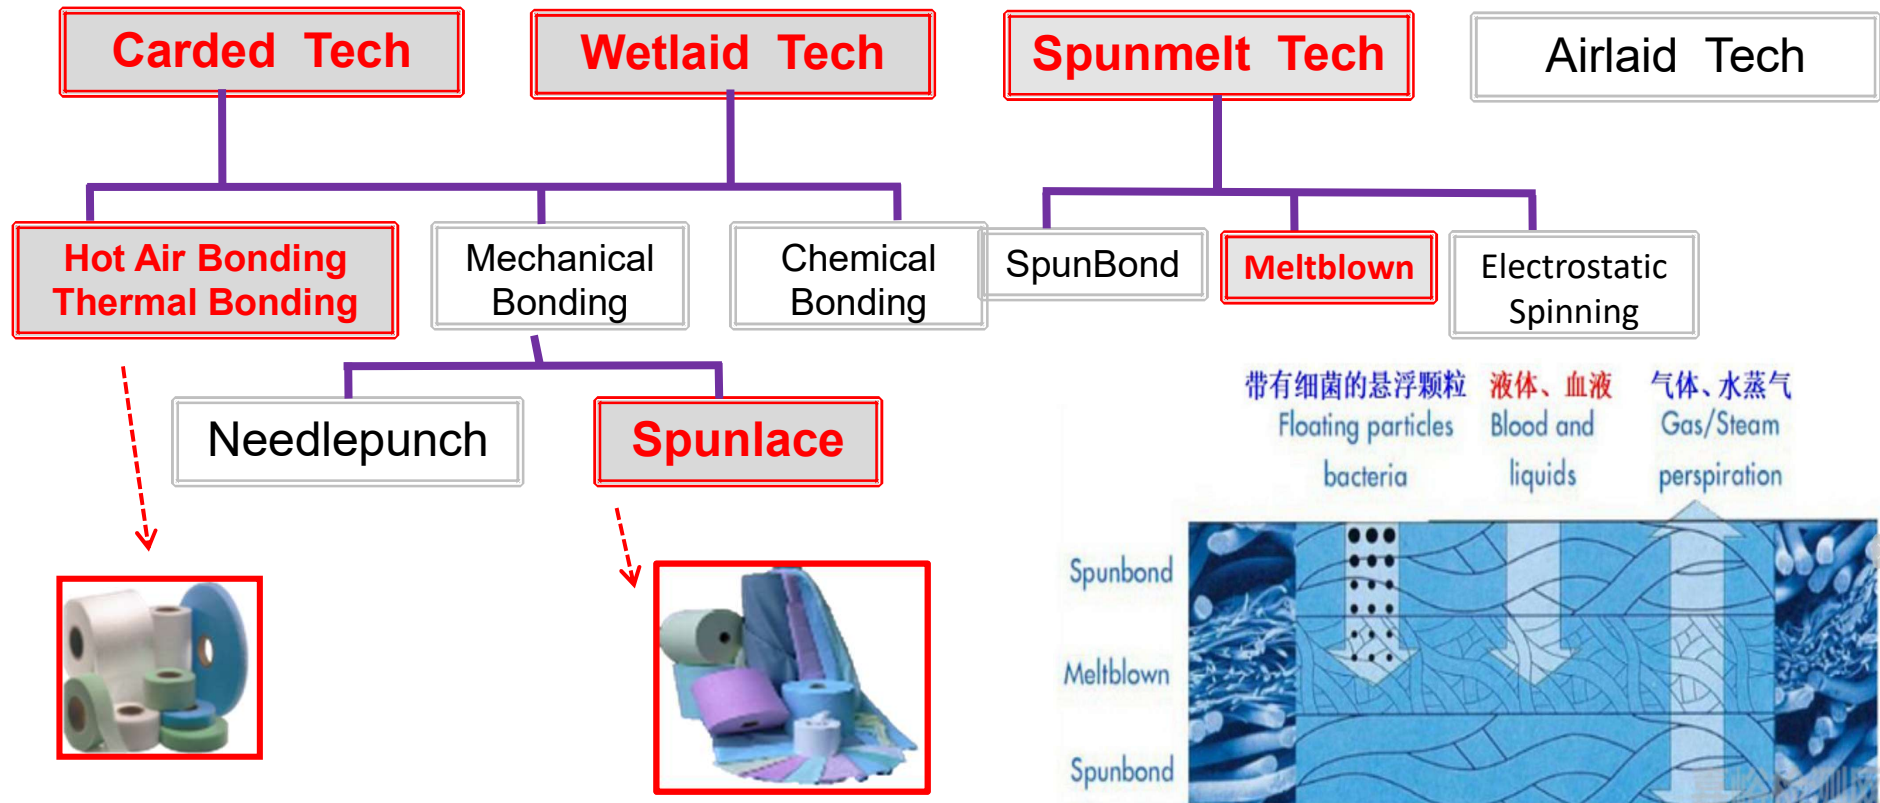 Carded Tech
Wetlaid Tech
Spunmelt Tech
Airlaid Tech
Hot Air Bonding
Thermal Bonding
Mechanical
Bonding
Chemical
Bonding
SpunBond
Meltblown
Electrostatic
Spinning
Needlepunch
Spunlace
带有细菌的悬浮颗粒
Floating particles
bacteria
液体、血液
Blood and
liquids
气体、水蒸气
Gas/Steam
perspiration
Spunbond
Meltblown
Spunbond